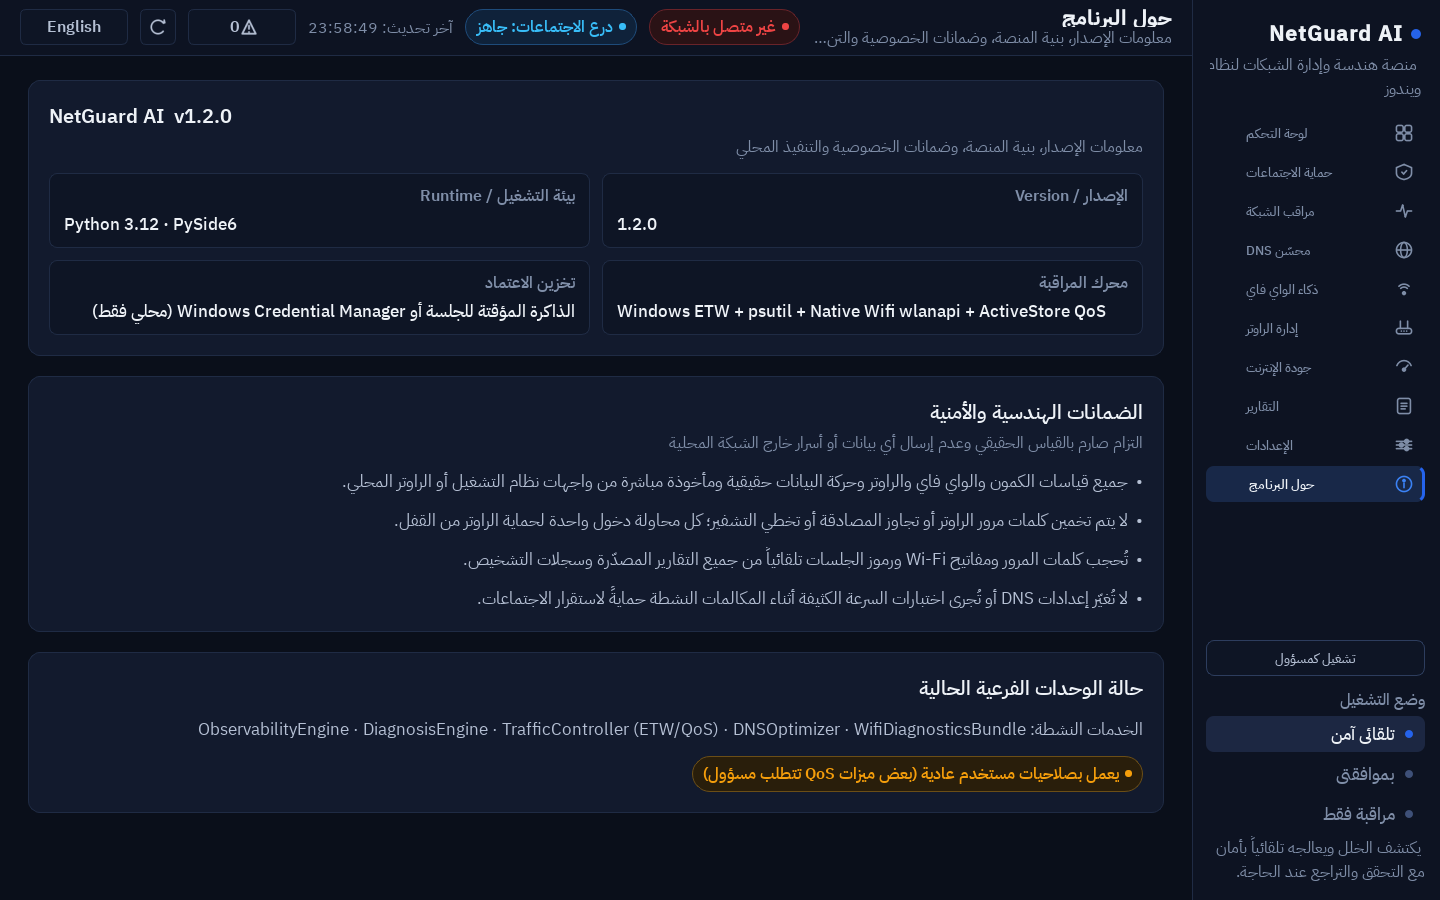 NetGuard AI
منصة هندسة وإدارة الشبكات لنظام
ويندوز
لوحة التحكم
حماية الاجتماعات
مراقب الشبكة
محسّن DNS
ذكاء الواي فاي
إدارة الراوتر
جودة الإنترنت
التقارير
الإعدادات
حول البرنامج
تشغيل كمسؤول
وضع التشغيل
تلقائي آمن
بموافقتي
مراقبة فقط
يكتشف الخلل ويعالجه تلقائياً بأمان
مع التحقق والتراجع عند الحاجة.
حول البرنامج
معلومات الإصدار، بنية المنصة، وضمانات الخصوصية والتن...
غير متصل بالشبكة
درع الاجتماعات: جاهز
آخر تحديث: 23:58:49
0
English
NetGuard AI v1.2.0
معلومات الإصدار، بنية المنصة، وضمانات الخصوصية والتنفيذ المحلي
الإصدار / Version
1.2.0
بيئة التشغيل / Runtime
Python 3.12 · PySide6
محرك المراقبة
Windows ETW + psutil + Native Wifi wlanapi + ActiveStore QoS
تخزين الاعتماد
الذاكرة المؤقتة للجلسة أو Windows Credential Manager (محلي فقط)
الضمانات الهندسية والأمنية
التزام صارم بالقياس الحقيقي وعدم إرسال أي بيانات أو أسرار خارج الشبكة المحلية
• جميع قياسات الكمون والواي فاي والراوتر وحركة البيانات حقيقية ومأخوذة مباشرة من واجهات نظام التشغيل أو الراوتر المحلي.
• لا يتم تخمين كلمات مرور الراوتر أو تجاوز المصادقة أو تخطي التشفير؛ كل محاولة دخول واحدة لحماية الراوتر من القفل.
• تُحجب كلمات المرور ومفاتيح Wi-Fi ورموز الجلسات تلقائياً من جميع التقارير المصدّرة وسجلات التشخيص.
• لا تُغيّر إعدادات DNS أو تُجرى اختبارات السرعة الكثيفة أثناء المكالمات النشطة حمايةً لاستقرار الاجتماعات.
حالة الوحدات الفرعية الحالية
الخدمات النشطة: ObservabilityEngine · DiagnosisEngine · TrafficController (ETW/QoS) · DNSOptimizer · WifiDiagnosticsBundle
يعمل بصلاحيات مستخدم عادية (بعض ميزات QoS تتطلب مسؤول)